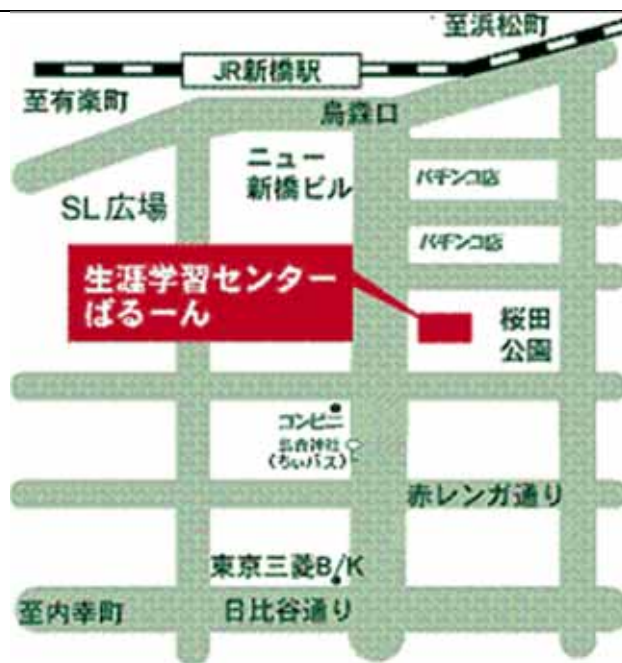 至浜松町
JR新橋駅
至有楽町
烏森口
ニュー
新橋ビル
パチンコ店
SL広場
パチンコ店
生涯学習センター
ばるーん
桜田
公園
コンビニ
烏森神社
(ちぃバス)
赤レンガ通り
東京三菱B/K
日比谷通り
至内幸町